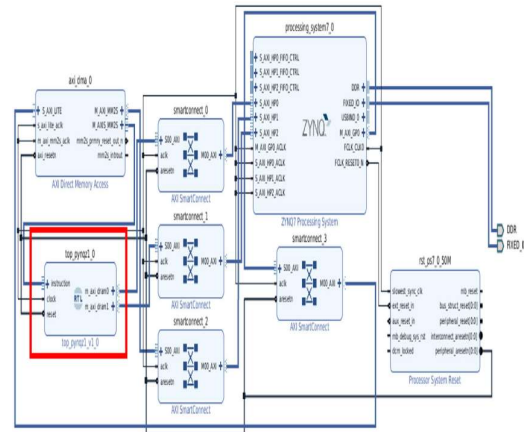 axi_dma_0
S_AXI_LITE
s_axi_lite_aclk
m_axi_mm2s_aclk
axi_resetn
M_AXI_MM2S
M_AXIS_MM2S
mm2s_prmry_reset_out_n
mm2s_introut
AXI Direct Memory Access
top_pynqz1_0
instruction
clock
reset
RTL
m_axi_dram0
m_axi_dram1
top_pynqz1_v1_0
smartconnect_0
S00_AXI
aclk
aresetn
M00_AXI
AXI SmartConnect
smartconnect_1
S00_AXI
aclk
aresetn
M00_AXI
AXI SmartConnect
smartconnect_2
S00_AXI
aclk
aresetn
M00_AXI
AXI SmartConnect
processing_system7_0
S_AXI_HP0_FIFO_CTRL
S_AXI_HP1_FIFO_CTRL
S_AXI_HP2_FIFO_CTRL
S_AXI_HP0
S_AXI_HP1
S_AXI_HP2
M_AXI_GP0_ACLK
S_AXI_HP0_ACLK
S_AXI_HP1_ACLK
S_AXI_HP2_ACLK
ZYNQ
DDR
FIXED_IO
USBIND_0
M_AXI_GP0
FCLK_CLK0
FCLK_RESET0_N
ZYNQ7 Processing System
smartconnect_3
S00_AXI
aclk
aresetn
M00_AXI
AXI SmartConnect
rst_ps7_0_50M
slowest_sync_clk
ext_reset_in
aux_reset_in
mb_debug_sys_rst
dcm_locked
mb_reset
bus_struct_reset[0:0]
peripheral_reset[0:0]
interconnect_aresetn[0:0]
peripheral_aresetn[0:0]
Processor System Reset
DDR